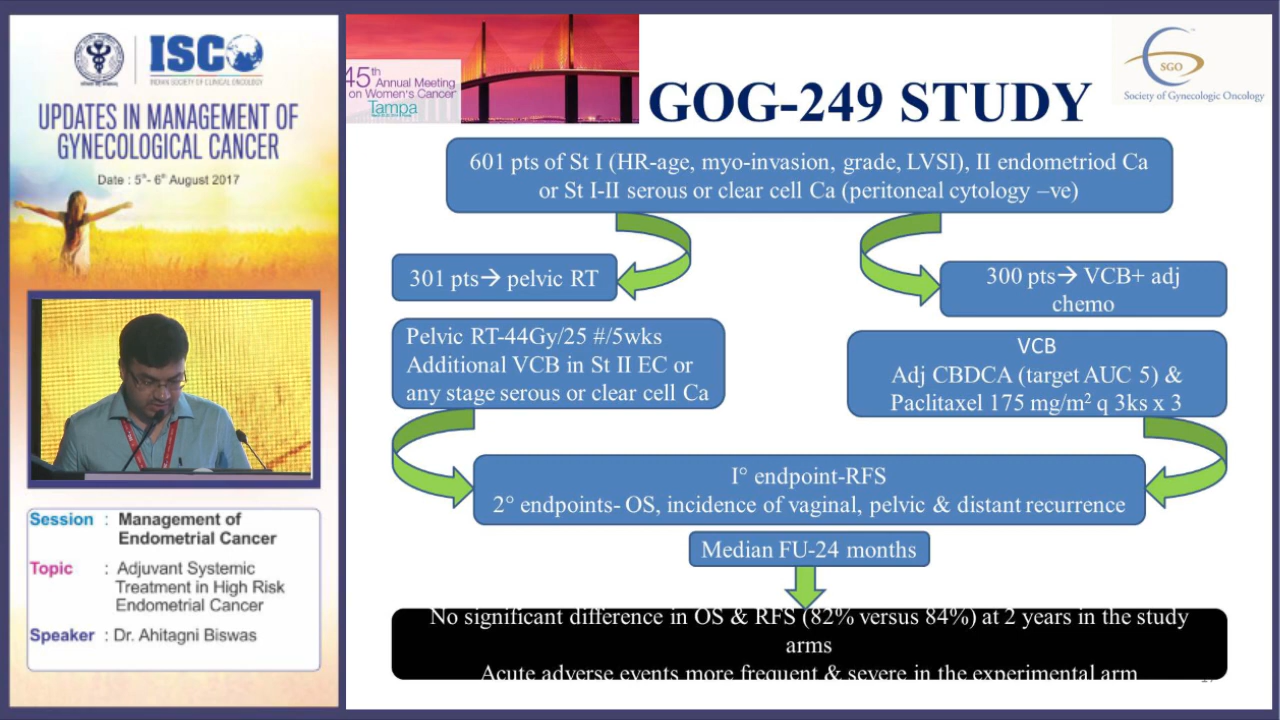 ISCO
INDIAN SOCIETY OF CLINICAL ONCOLOGY
UPDATES IN MANAGEMENT OF
GYNECOLOGICAL CANCER
Date : 5th- 6th August 2017
Session : Management of
Endometrial Cancer
Topic : Adjuvant Systemic
Treatment in High Risk
Endometrial Cancer
Speaker : Dr. Ahitagni Biswas
45th Annual Meeting
on Women's Cancer
Tampa
SGO
Society of Gynecologic Oncology
GOG-249 STUDY
601 pts of St I (HR-age, myo-invasion, grade, LVSI), II endometriod Ca
or St I-II serous or clear cell Ca (peritoneal cytology –ve)
301 pts→ pelvic RT
300 pts→ VCB+ adj
chemo
Pelvic RT-44Gy/25 #/5wks
Additional VCB in St II EC or
any stage serous or clear cell Ca
VCB
Adj CBDCA (target AUC 5) &
Paclitaxel 175 mg/m² q 3ks x 3
I° endpoint-RFS
2° endpoints- OS, incidence of vaginal, pelvic & distant recurrence
Median FU-24 months
No significant difference in OS & RFS (82% versus 84%) at 2 years in the study
arms
Acute adverse events more frequent & severe in the experimental arm